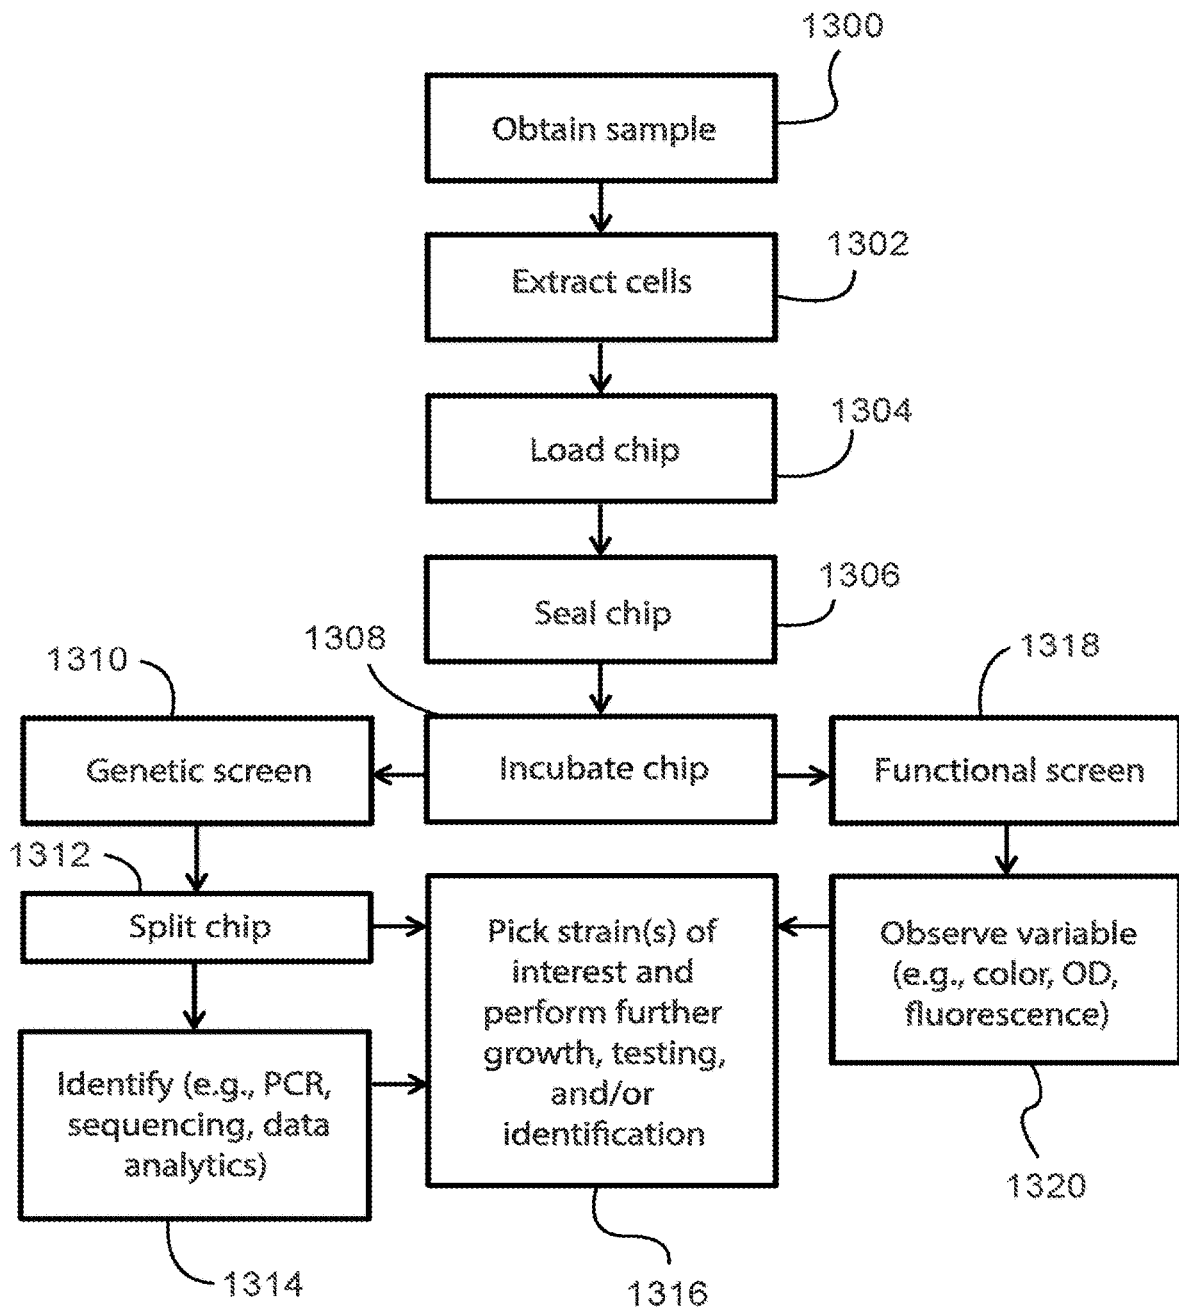 1300
Obtain sample
1302
Extract cells
1304
Load chip
1306
Seal chip
1308
1310
1318
Genetic screen
Incubate chip
Functional screen
1312
Split chip
Pick strain(s) of
interest and
perform further
growth, testing,
and/or
identification
Observe variable
(e.g., color, OD,
fluorescence)
Identify (e.g., PCR,
sequencing, data
analytics)
1320
1314
1316